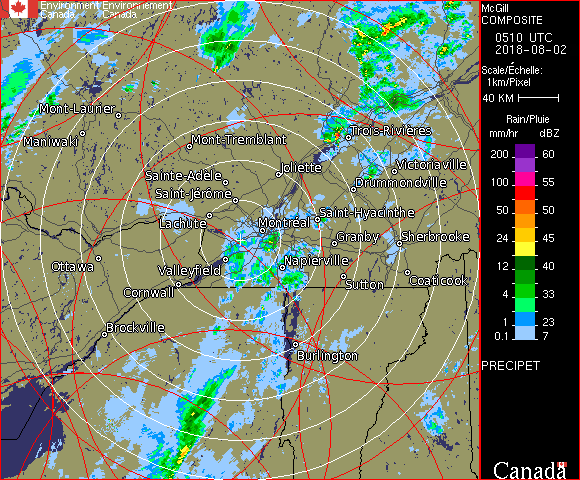 Environment Environnement
Canada Canada
McGill
COMPOSITE
0510 UTC
2018-08-02
Scale/Échelle:
1km/Pixel
40 KM
Rain/Pluie
mm/hr dBZ
200 60
100 55
50 50
24 45
12 40
4 33
1 23
0.1 7
PRECIPET
Canada
Mont-Laurier
Maniwaki
Mont-Tremblant
Trois-Rivières
Joliette
Victoriaville
Sainte-Adèle
Drummondville
Saint-Jérôme
Lachute
Saint-Hyacinthe
Montréal
Granby
Sherbrooke
Ottawa
Valleyfield
Napierville
Coaticook
Cornwall
Sutton
Brockville
Burlington